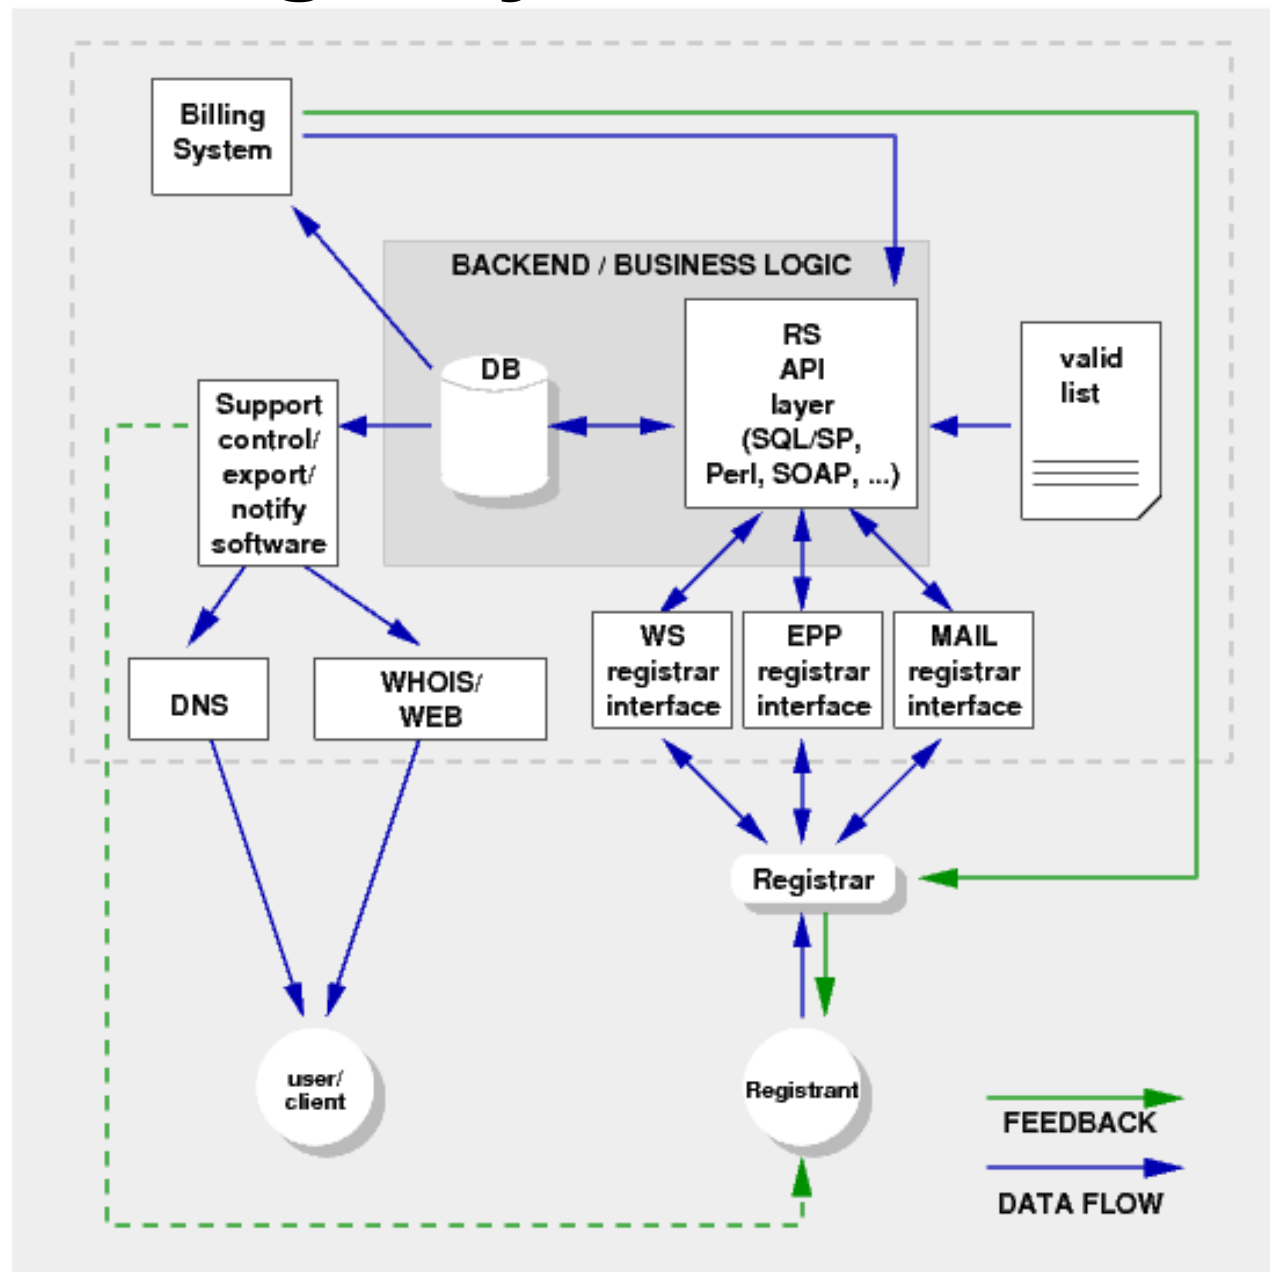 Billing
System
BACKEND / BUSINESS LOGIC
RS
API
layer
(SQL/SP,
Perl, SOAP, ...)
valid
list
DB
Support
control/
export/
notify
software
WS
registrar
interface
EPP
registrar
interface
MAIL
registrar
interface
DNS
WHOIS/
WEB
Registrar
user/
client
Registrant
FEEDBACK
DATA FLOW